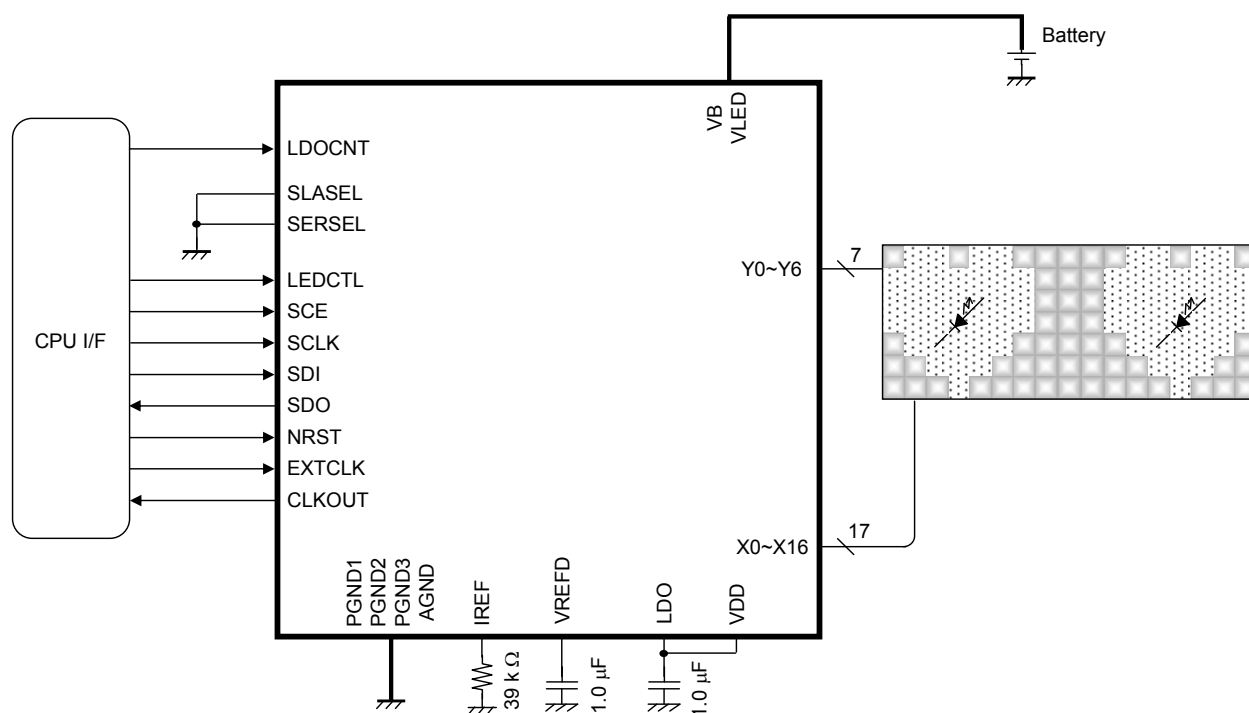 Battery
VB
VLED
LDOCNT
SLASEL
SERSEL
LEDCTL
SCE
SCLK
SDI
SDO
NRST
EXTCLK
CLKOUT
CPU I/F
Y0~Y6
7
X0~X16
17
PGND1
PGND2
PGND3
AGND
IREF
VREFD
LDO
VDD
39 k Ω
1.0 μF
1.0 μF